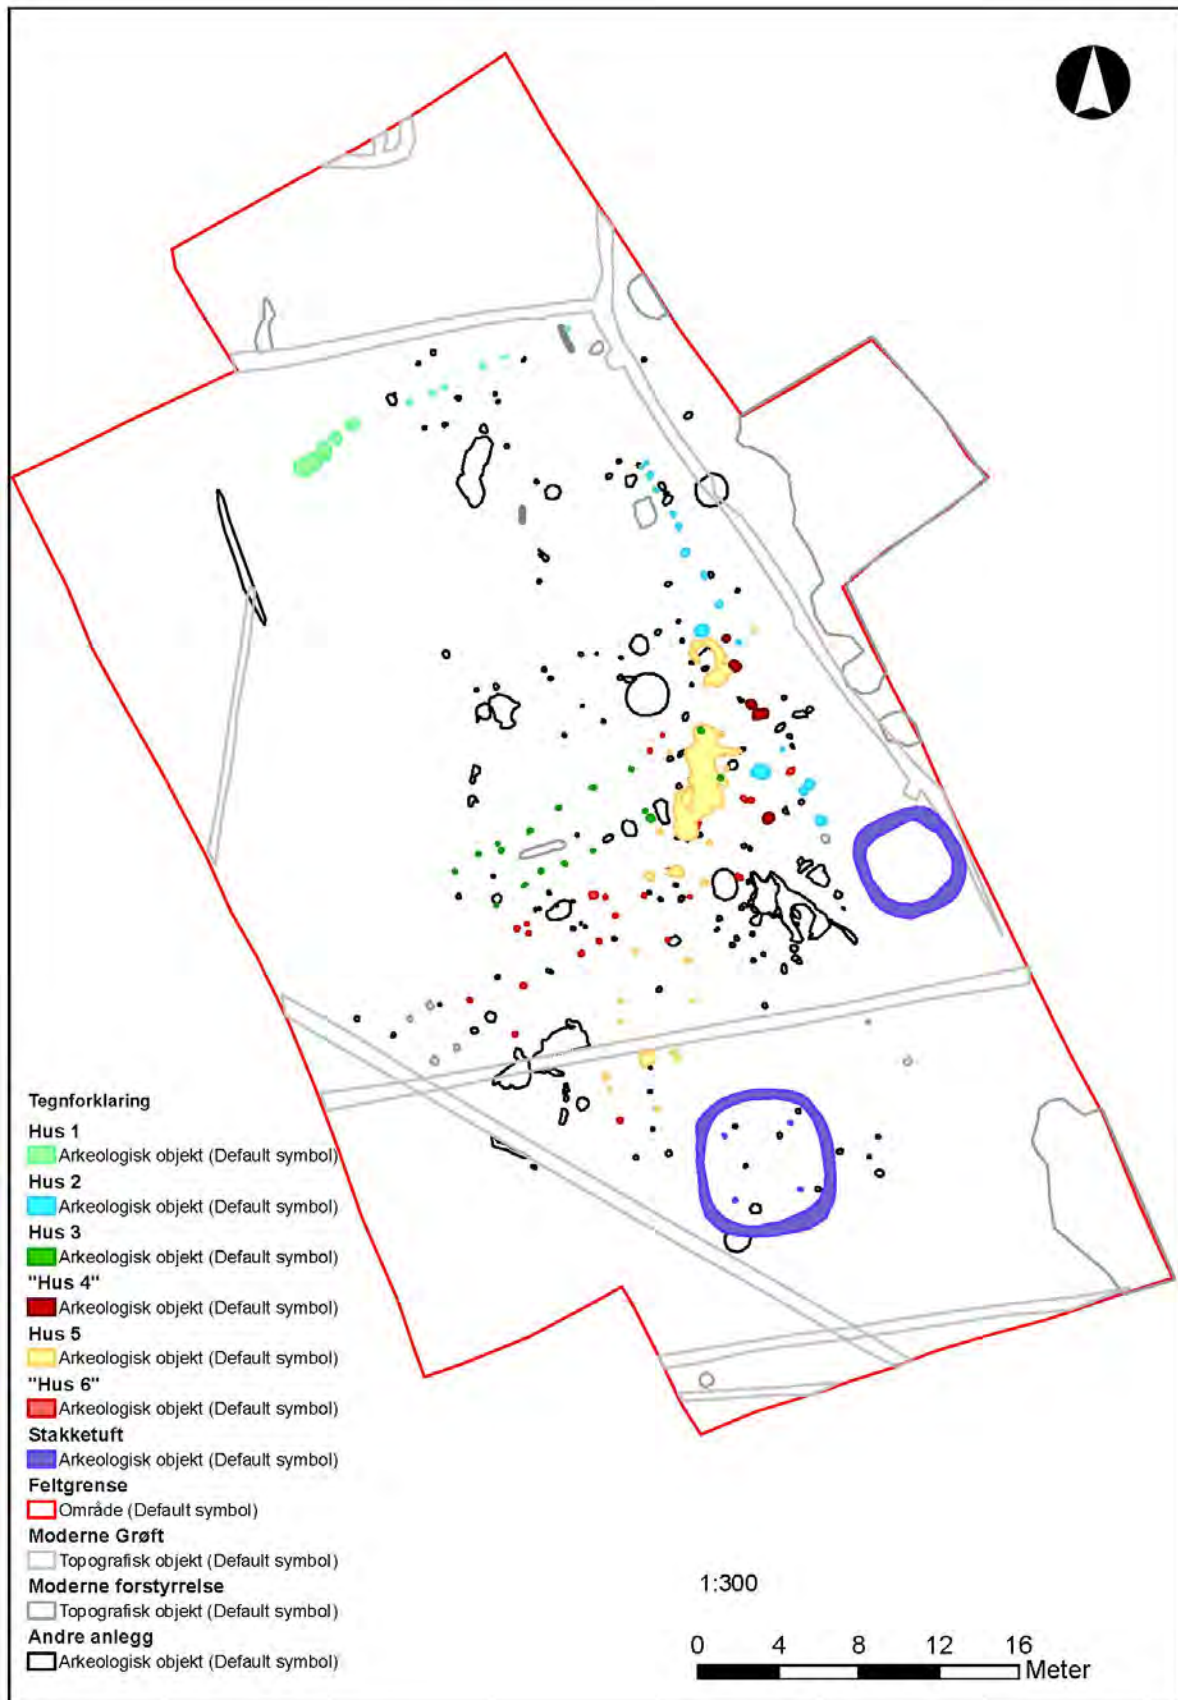 Tegnforklaring
Hus 1
Arkeologisk objekt (Default symbol)
Hus 2
Arkeologisk objekt (Default symbol)
Hus 3
Arkeologisk objekt (Default symbol)
"Hus 4"
Arkeologisk objekt (Default symbol)
Hus 5
Arkeologisk objekt (Default symbol)
"Hus 6"
Arkeologisk objekt (Default symbol)
Stakketuft
Arkeologisk objekt (Default symbol)
Feltgrense
Område (Default symbol)
Moderne Grøft
Topografisk objekt (Default symbol)
Moderne forstyrrelse
Topografisk objekt (Default symbol)
Andre anlegg
Arkeologisk objekt (Default symbol)
1:300
0 4 8 12 16
Meter